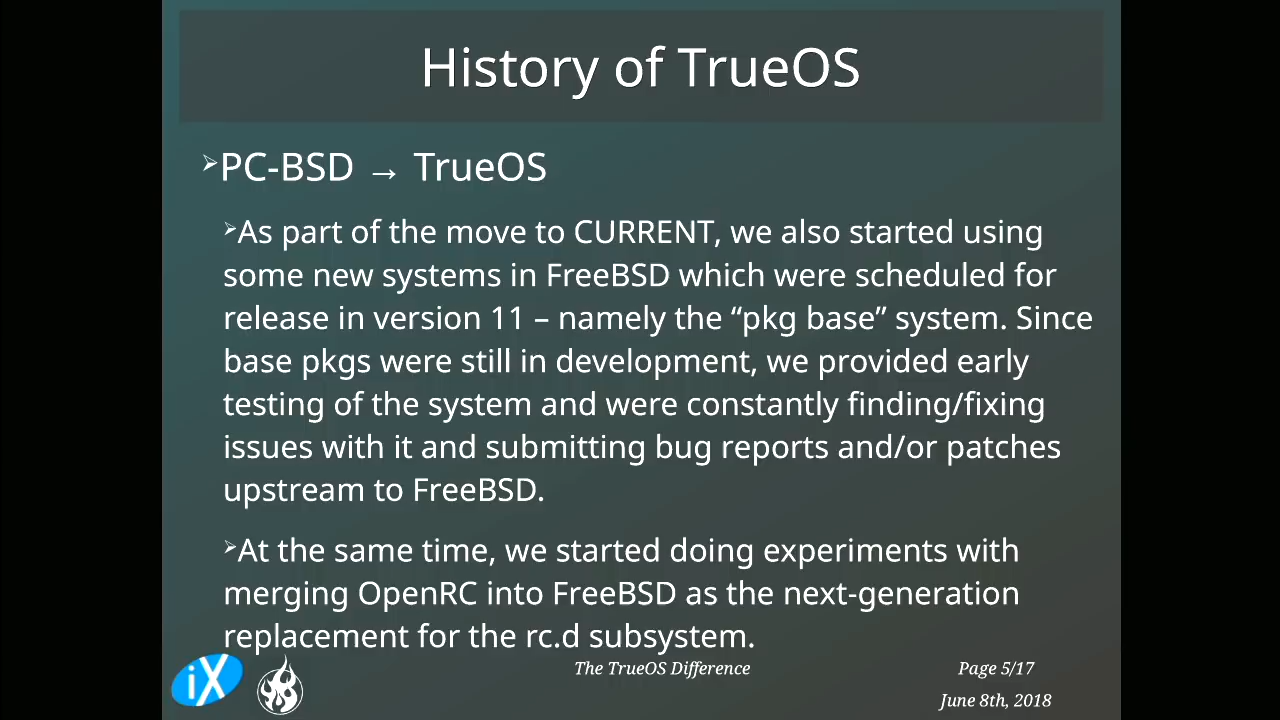 History of TrueOS
➢PC-BSD → TrueOS
➢As part of the move to CURRENT, we also started using
some new systems in FreeBSD which were scheduled for
release in version 11 – namely the “pkg base” system. Since
base pkgs were still in development, we provided early
testing of the system and were constantly finding/fixing
issues with it and submitting bug reports and/or patches
upstream to FreeBSD.
➢At the same time, we started doing experiments with
merging OpenRC into FreeBSD as the next-generation
replacement for the rc.d subsystem.
iX
The TrueOS Difference
Page 5/17
June 8th, 2018